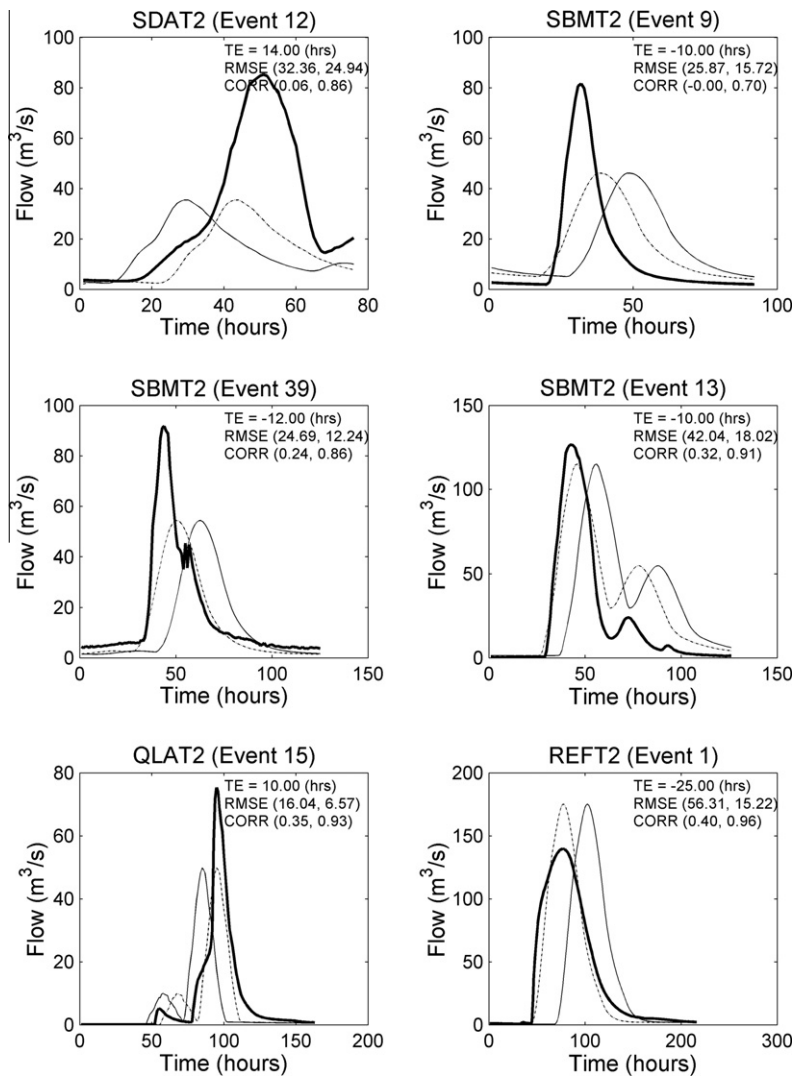 SDAT2 (Event 12)
TE = 14.00 (hrs)
RMSE (32.36, 24.94)
CORR (0.06, 0.86)
Flow (m³/s)
100
80
60
40
20
0
0 20 40 60 80
Time (hours)
SBMT2 (Event 9)
TE = -10.00 (hrs)
RMSE (25.87, 15.72)
CORR (-0.00, 0.70)
Flow (m³/s)
100
80
60
40
20
0
0 50 100
Time (hours)
SBMT2 (Event 39)
TE = -12.00 (hrs)
RMSE (24.69, 12.24)
CORR (0.24, 0.86)
Flow (m³/s)
100
80
60
40
20
0
0 50 100 150
Time (hours)
SBMT2 (Event 13)
TE = -10.00 (hrs)
RMSE (42.04, 18.02)
CORR (0.32, 0.91)
Flow (m³/s)
150
100
50
0
0 50 100 150
Time (hours)
QLAT2 (Event 15)
TE = 10.00 (hrs)
RMSE (16.04, 6.57)
CORR (0.35, 0.93)
Flow (m³/s)
80
60
40
20
0
0 50 100 150 200
Time (hours)
REFT2 (Event 1)
TE = -25.00 (hrs)
RMSE (56.31, 15.22)
CORR (0.40, 0.96)
Flow (m³/s)
200
150
100
50
0
0 100 200 300
Time (hours)